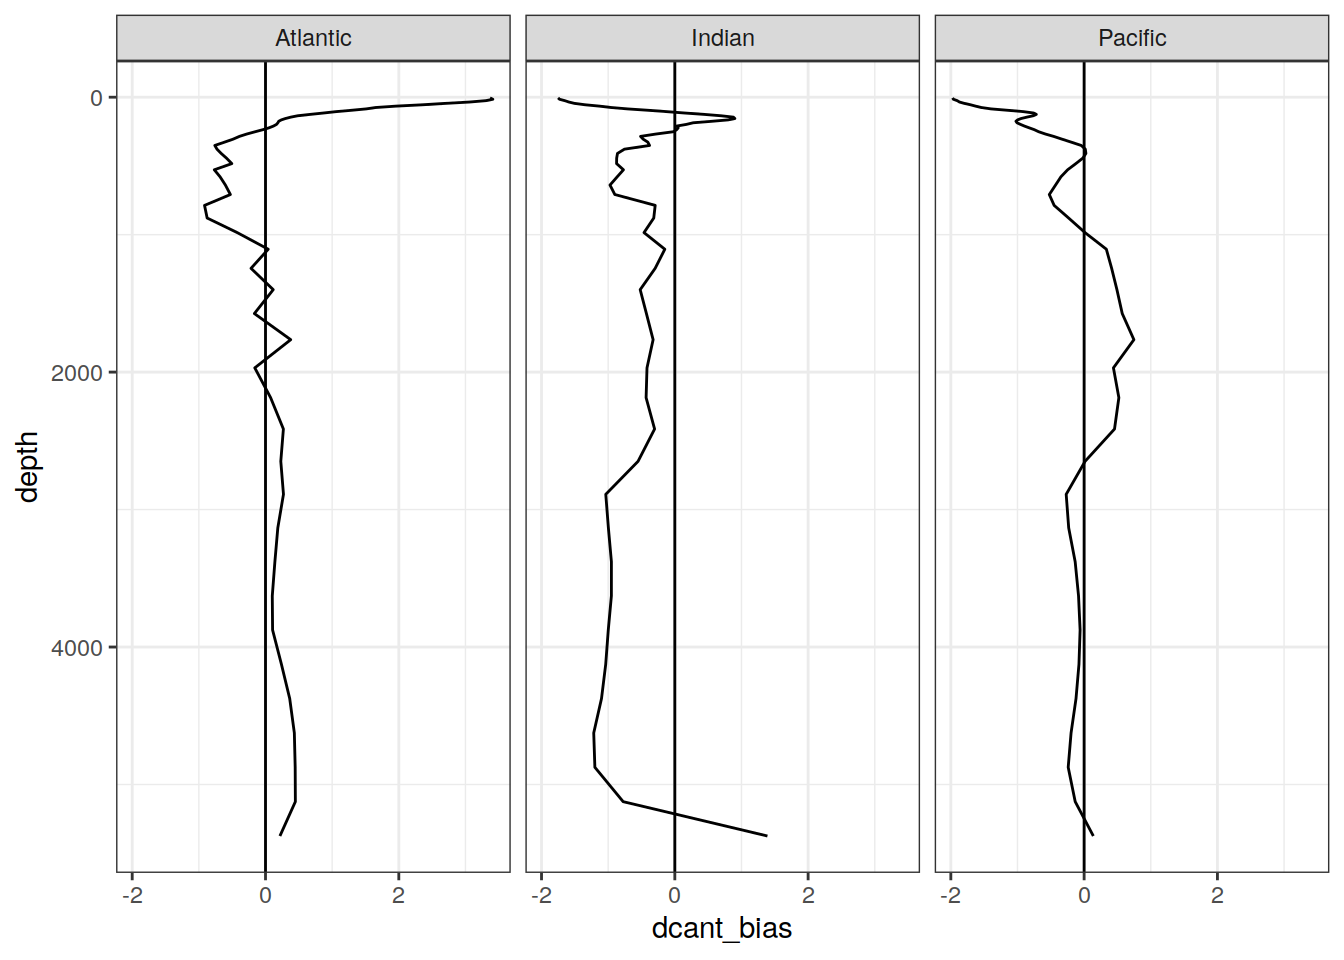 Atlantic Indian Pacific
0
2000
4000
depth
-2 0 2 -2 0 2 -2 0 2
dcant_bias